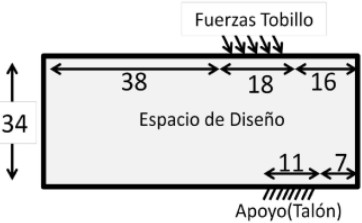 Fuerzas Tobillo
38 18 16
34
Espacio de Diseño
11 7
Apoyo(Talón)